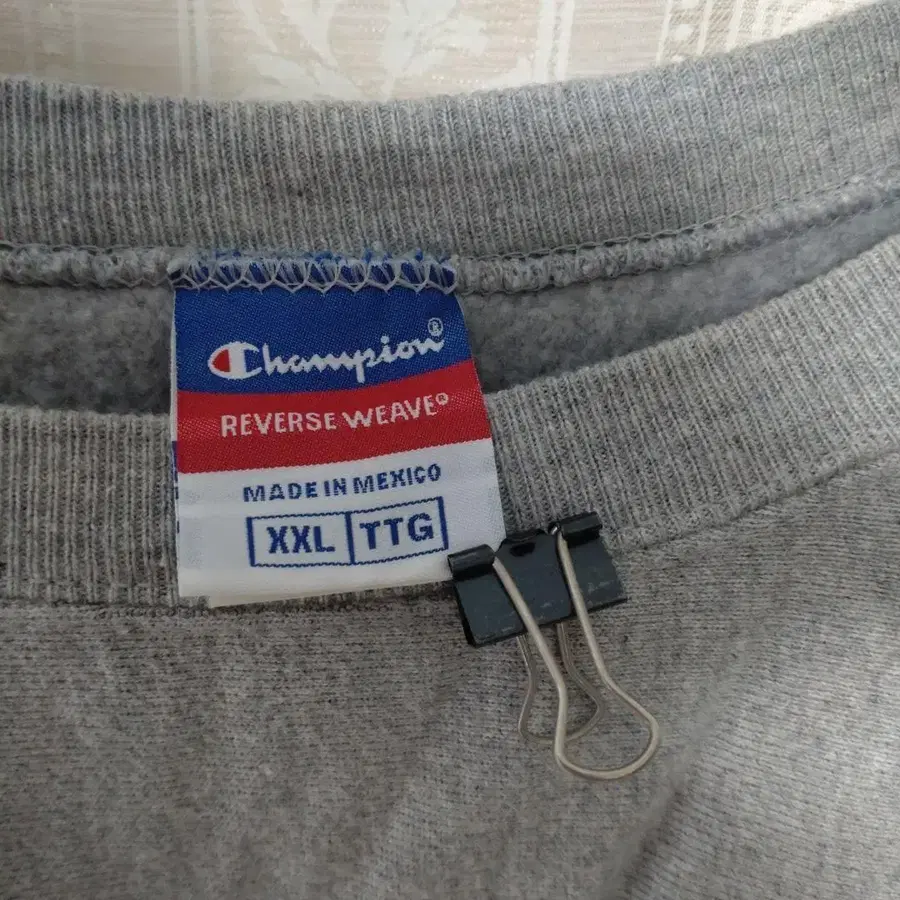 Champion®
REVERSE WEAVE®
MADE IN MEXICO
XXL TTG